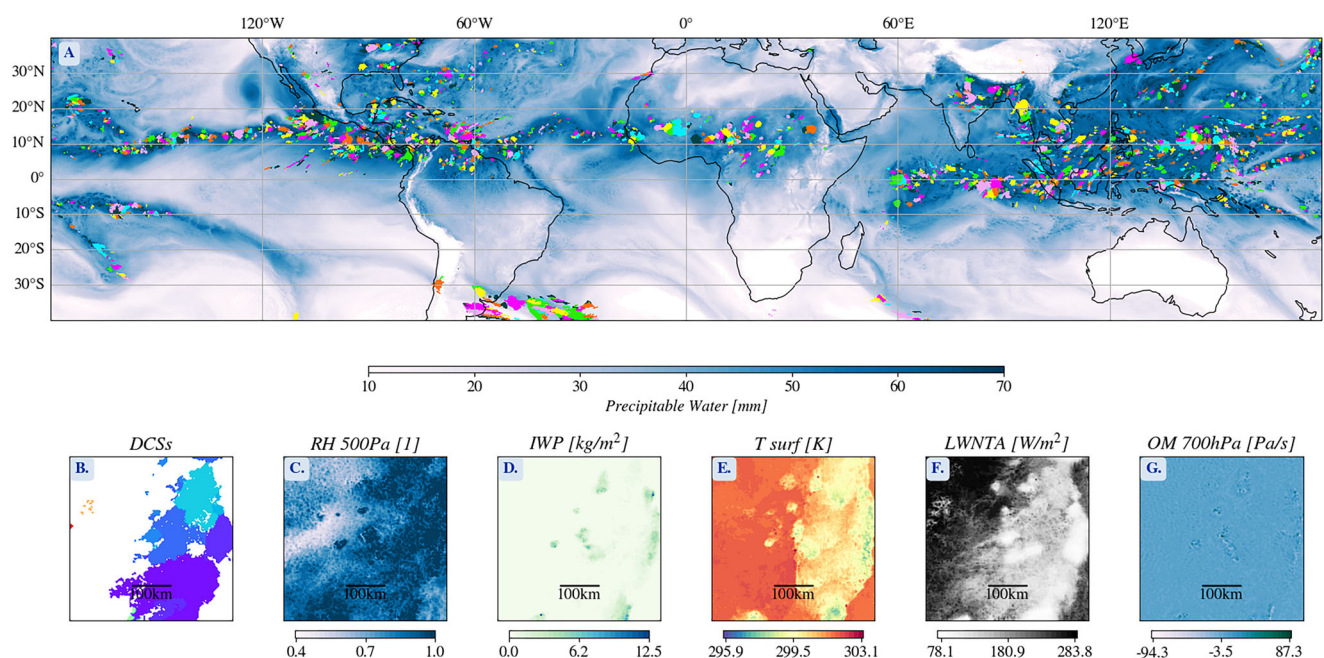 120°W 60°W 0° 60°E 120°E
A
30°N
20°N
10°N
0°
10°S
20°S
30°S
10 20 30 40 50 60 70
Precipitable Water [mm]
DCSs RH 500Pa [1] IWP [kg/m²] T surf [K] LWNTA [W/m²] OM 700hPa [Pa/s]
B. C. D. E. F. G.
100km 100km 100km 100km 100km 100km
0.4 0.7 1.0 0.0 6.2 12.5 295.9 299.5 303.1 78.1 180.9 283.8 -94.3 -3.5 87.3